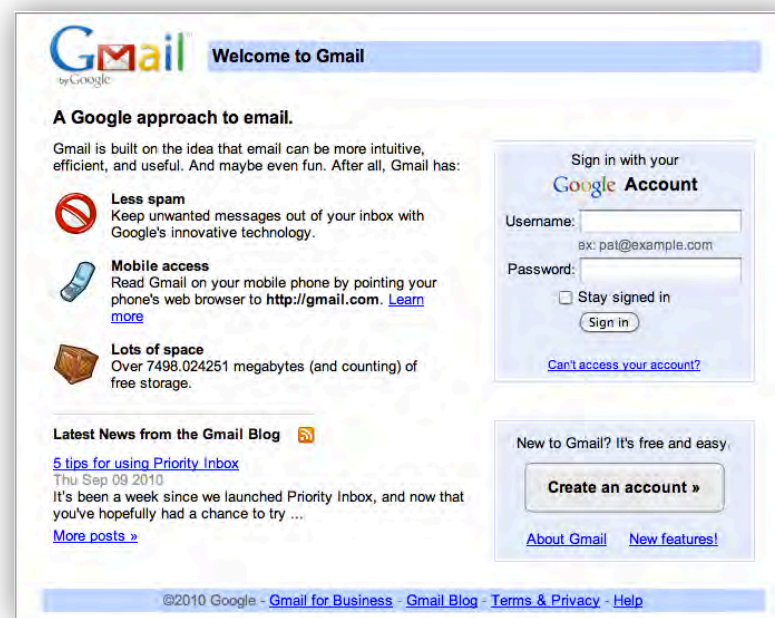 Gmail
by Google
Welcome to Gmail
A Google approach to email.
Gmail is built on the idea that email can be more intuitive,
efficient, and useful. And maybe even fun. After all, Gmail has:
Less spam
Keep unwanted messages out of your inbox with
Google's innovative technology.
Mobile access
Read Gmail on your mobile phone by pointing your
phone's web browser to http://gmail.com. Learn
more
Lots of space
Over 7498.024251 megabytes (and counting) of
free storage.
Latest News from the Gmail Blog
5 tips for using Priority Inbox
Thu Sep 09 2010
It's been a week since we launched Priority Inbox, and now that
you've hopefully had a chance to try ...
More posts »
Sign in with your
Google Account
Username:
ex: pat@example.com
Password:
Stay signed in
Sign in
Can't access your account?
New to Gmail? It's free and easy.
Create an account »
About Gmail New features!
©2010 Google - Gmail for Business - Gmail Blog - Terms & Privacy - Help